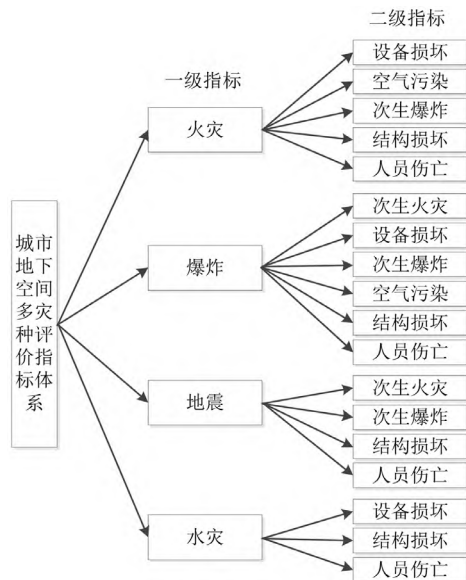 二级指标
一级指标
设备损坏
空气污染
火灾
次生爆炸
结构损坏
人员伤亡
城市
地下
空间
多灾
种评
价指
标体
系
次生火灾
设备损坏
爆炸
次生爆炸
空气污染
结构损坏
人员伤亡
地震
次生火灾
次生爆炸
结构损坏
人员伤亡
水灾
设备损坏
结构损坏
人员伤亡